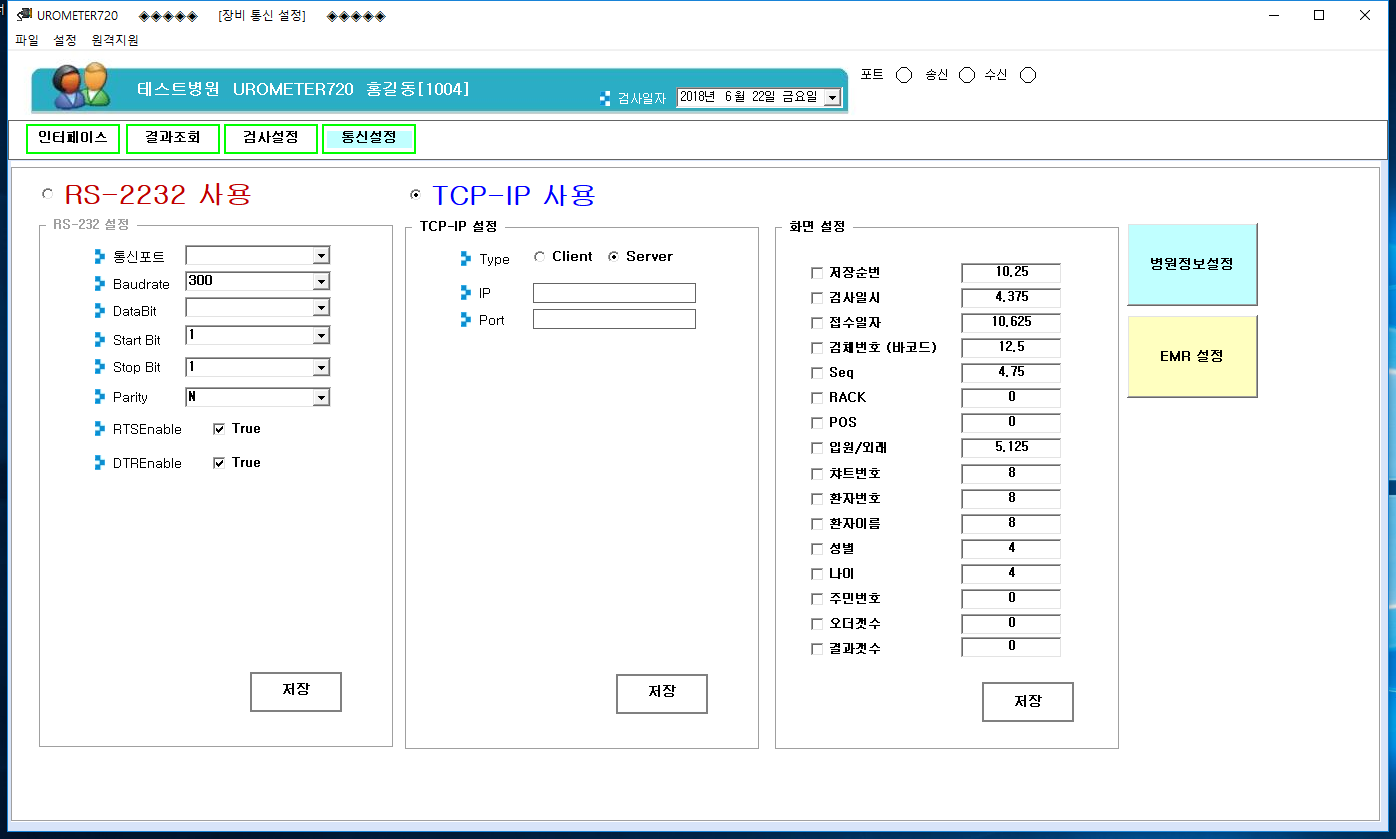 UROMETER720 ◈◈◈◈◈ [장비 통신 설정] ◈◈◈◈◈
파일 설정 원격지원
테스트병원 UROMETER720 홍길동[1004]
검사일자 2018년 6월 22일 금요일
포트 송신 수신
인터페이스 결과조회 검사설정 통신설정
RS-2232 사용
RS-232 설정
통신포트
Baudrate 300
DataBit
Start Bit 1
Stop Bit 1
Parity N
RTSEnable True
DTREnable True
저장
TCP-IP 사용
TCP-IP 설정
Type Client Server
IP
Port
저장
화면 설정
저장순번 10.25
검사일시 4.375
접수일자 10.625
검체번호 (바코드) 12.5
Seq 4.75
RACK 0
POS 0
입원/외래 5.125
챠트번호 8
환자번호 8
환자이름 8
성별 4
나이 4
주민번호 0
오더갯수 0
결과갯수 0
저장
병원정보설정
EMR 설정